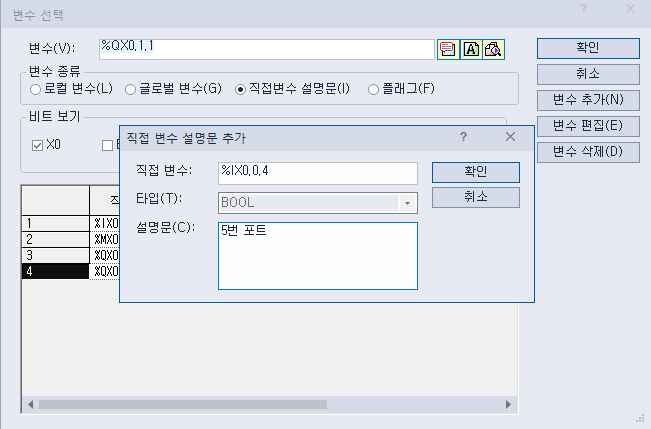 변수 선택
변수(V): %QX0,1,1
변수 종류
로컬 변수(L) 글로벌 변수(G) 직접변수 설명문(I) 플래그(F)
비트 보기
X0
확인
취소
변수 추가(N)
변수 편집(E)
변수 삭제(D)
직접 변수 설명문 추가
직접 변수: %IX0,0,4
타입(T): BOOL
설명문(C): 5번 포트
확인
취소
1 %IX0
2 %MX0
3 %QX0
4 %QX0